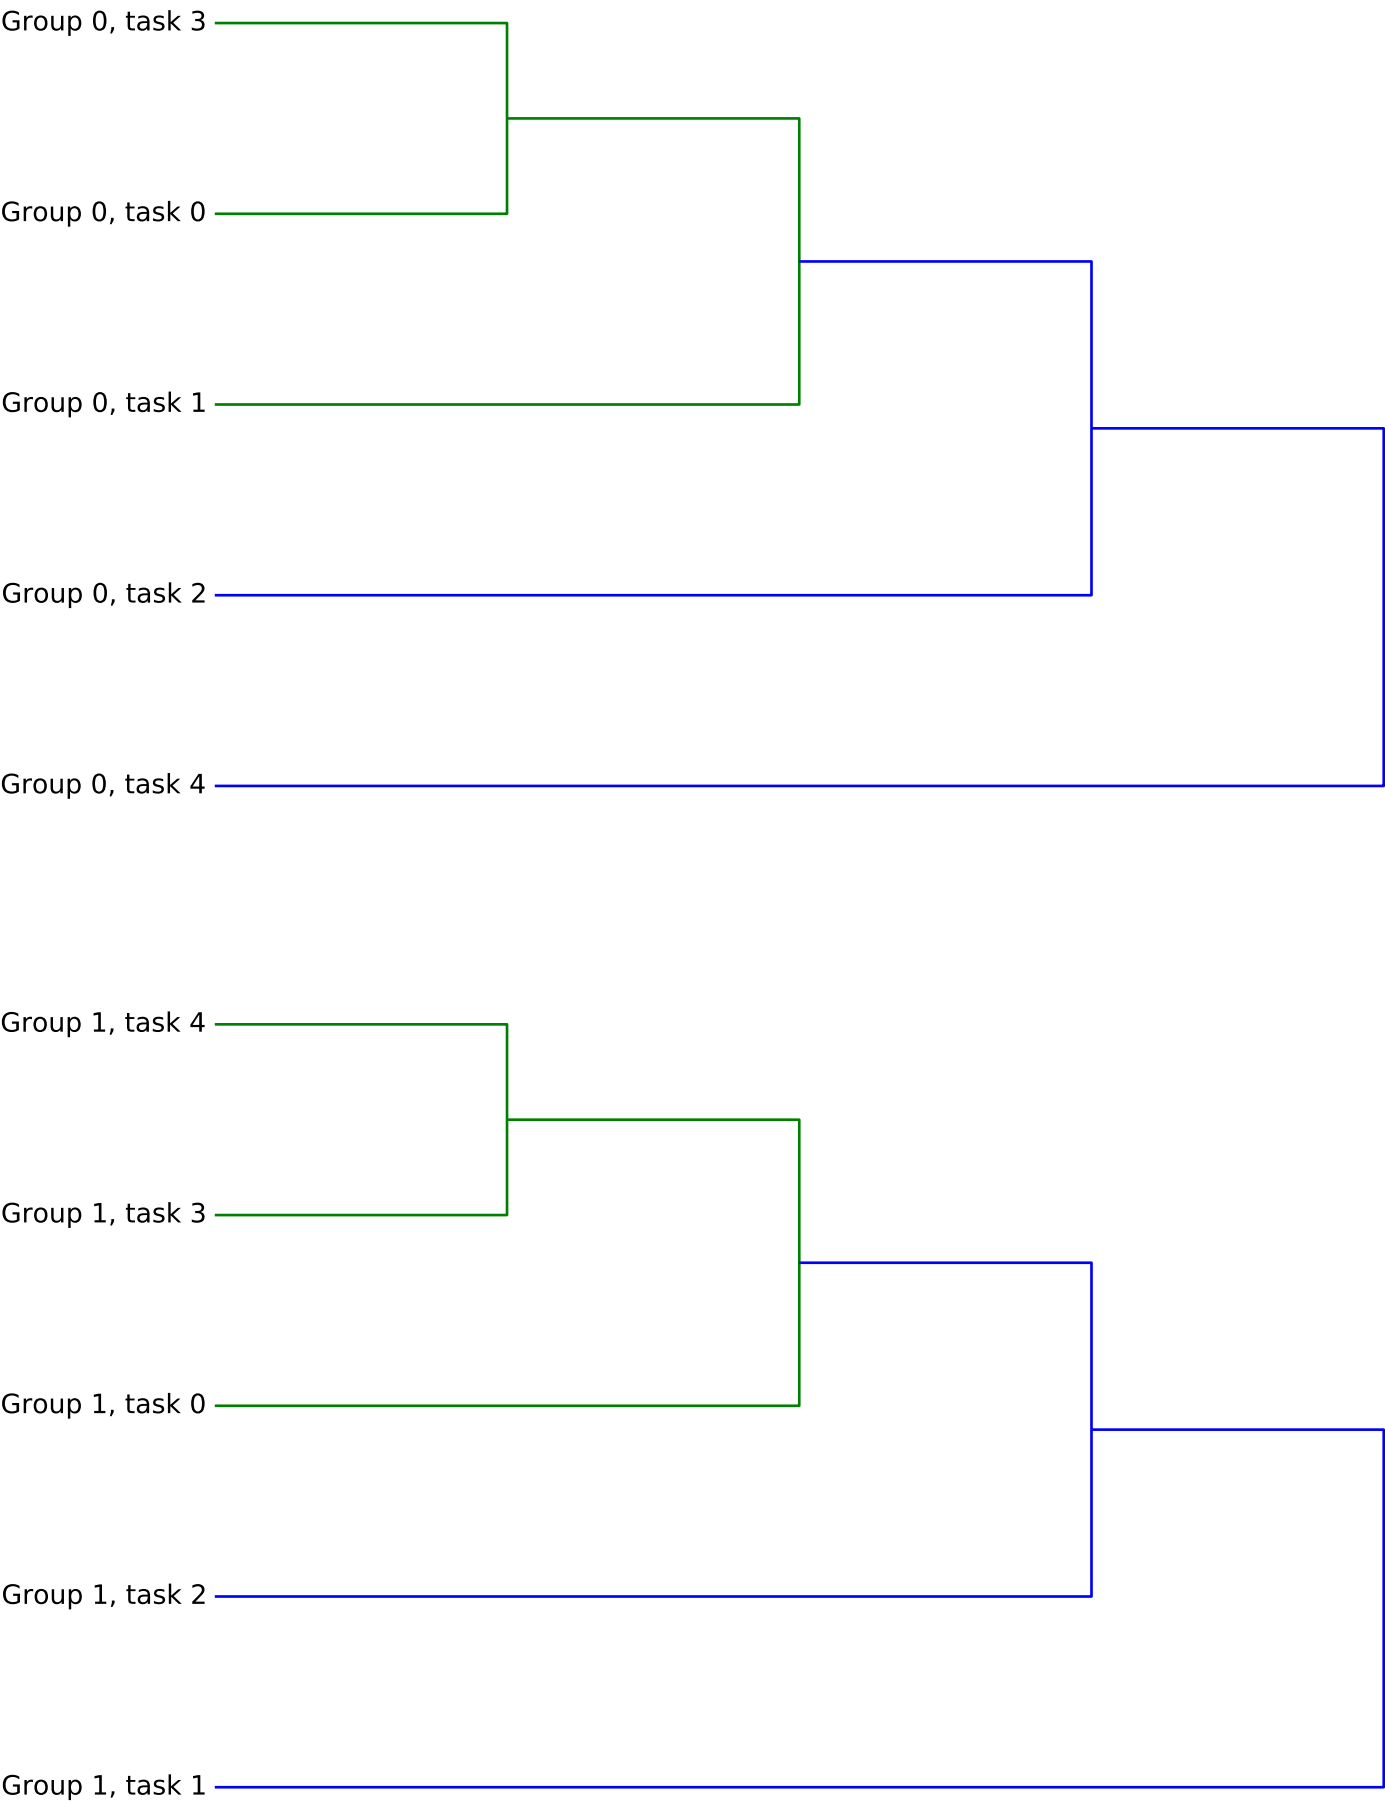 Group 0, task 3
Group 0, task 0
Group 0, task 1
Group 0, task 2
Group 0, task 4
Group 1, task 4
Group 1, task 3
Group 1, task 0
Group 1, task 2
Group 1, task 1